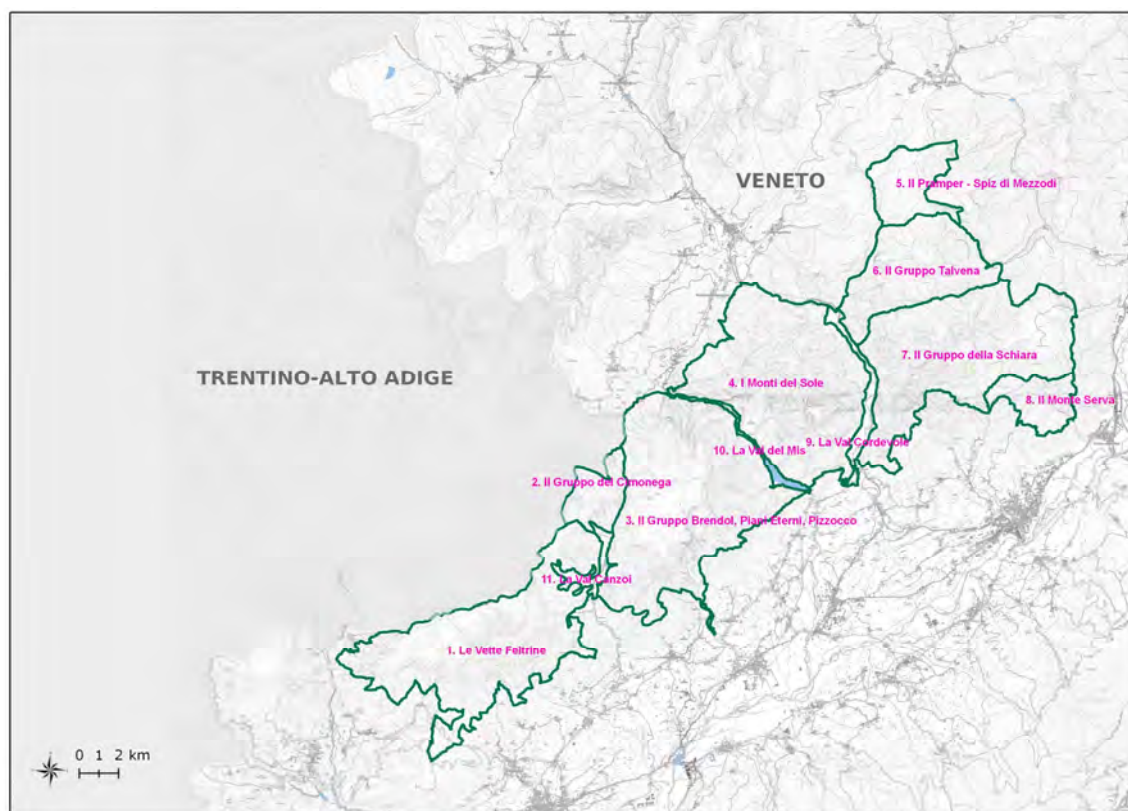 VENETO
5. Il Pramper - Spiz di Mezzodì
6. Il Gruppo Talvena
7. Il Gruppo della Schiara
TRENTINO-ALTO ADIGE
4. I Monti del Sole
8. Il Monte Serva
9. La Val Cordevole
10. La Val del Mis
2. Il Gruppo del Cimonega
3. Il Gruppo Brendol, Piani Eterni, Pizzocco
11. La Val Canzoi
1. Le Vette Feltrine
0 1 2 km